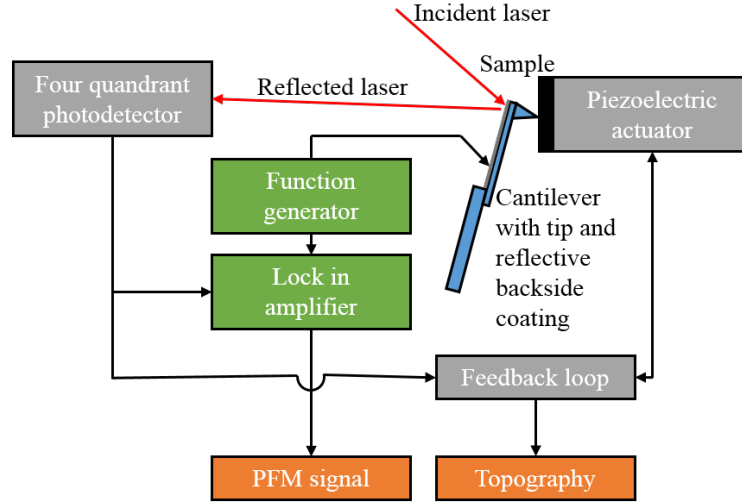 Incident laser
Sample
Four quandrant
photodetector
Reflected laser
Piezoelectric
actuator
Function
generator
Cantilever
with tip and
reflective
backside
coating
Lock in
amplifier
Feedback loop
PFM signal
Topography